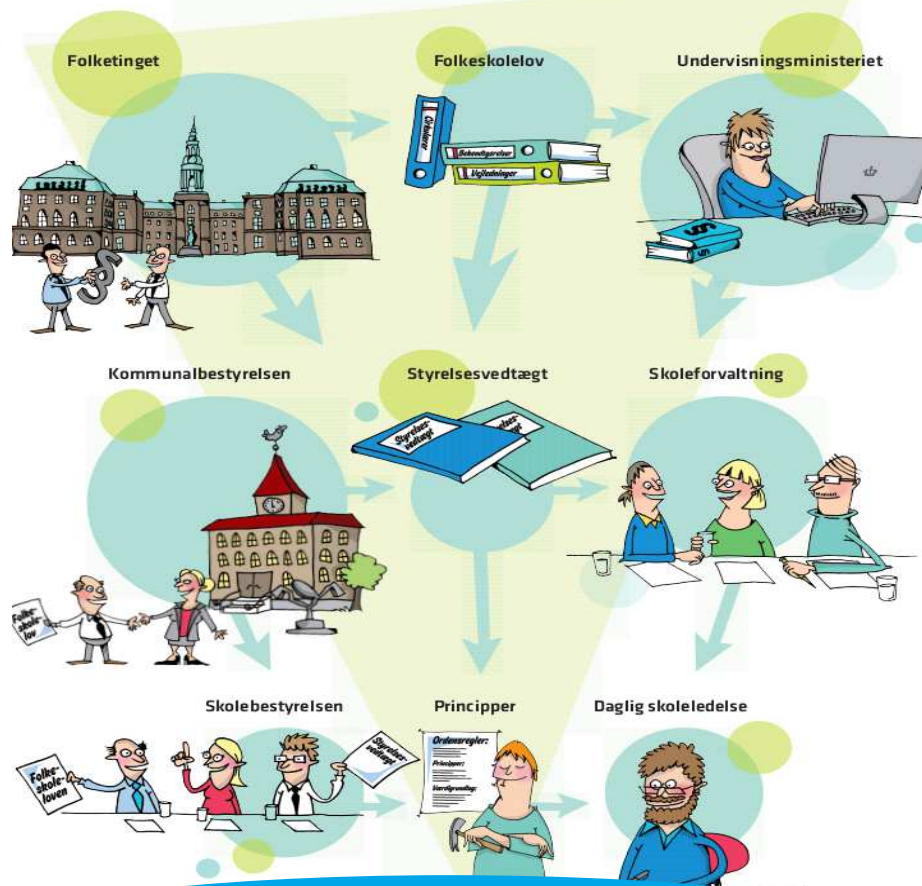 Folketinget
Folkeskolelov
Undervisningsministeriet
Cirkulærer
Bekendtgørelser
Vejledninger
§
§
§
Kommunalbestyrelsen
Styrelsesvedtægt
Skoleforvaltning
Styrelses-
vedtægt
Folke-
skole-
lov
Skolebestyrelsen
Principper
Daglig skoleledelse
Folke-
skole-
loven
Styrelses-
vedtægt
Ordensregler:
Principper:
Værdigrundlag: